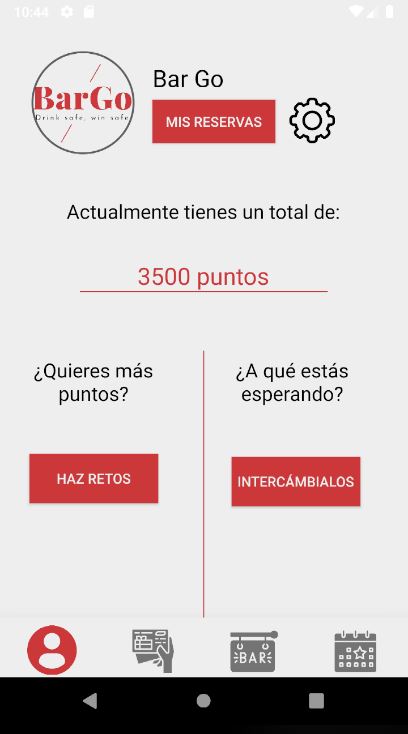 10:44
BarGo
Drink safe, win safe
Bar Go
MIS RESERVAS
Actualmente tienes un total de:
3500 puntos
¿Quieres más
puntos?
¿A qué estás
esperando?
HAZ RETOS
INTERCÁMBIALOS
BAR